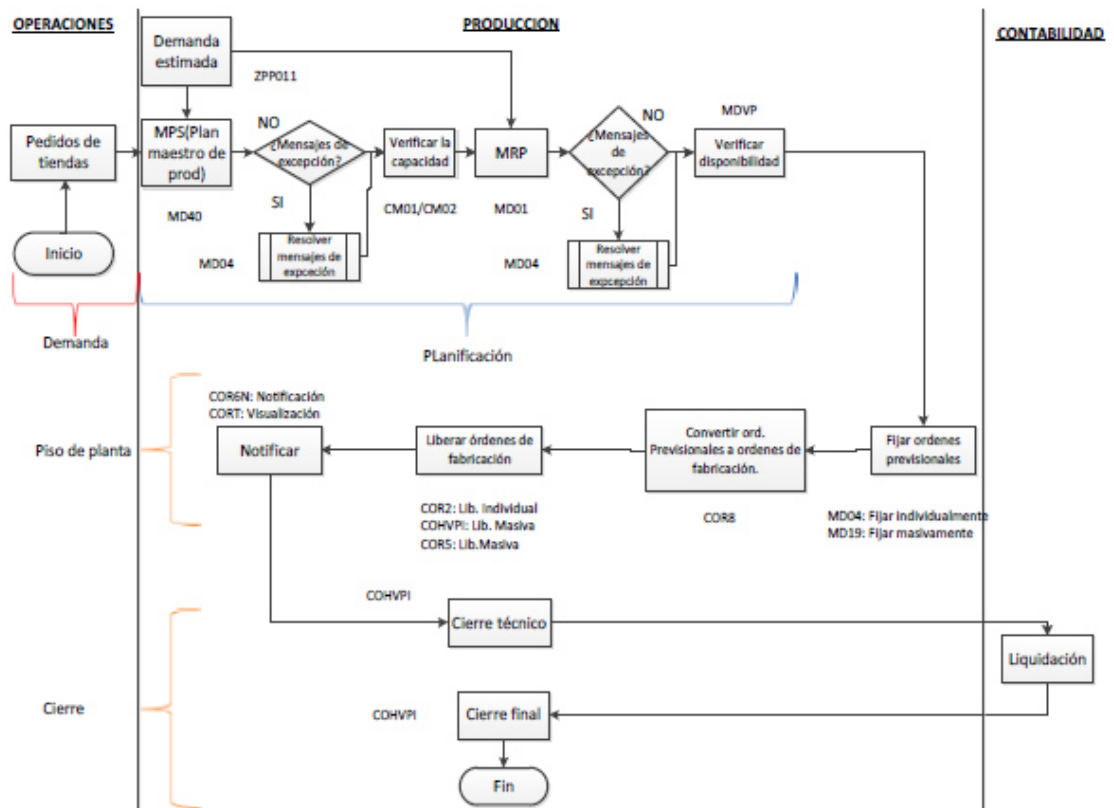 OPERACIONES
PRODUCCION
CONTABILIDAD
Demanda
estimada
ZPP011
Pedidos de
tiendas
MPS(Plan
maestro de
prod)
NO
¿Mensajes de
excepción?
Verificar la
capacidad
MRP
NO
¿Mensajes
de
excepción?
MDVP
Verificar
disponibilidad
MD40
SI
CM01/CM02
MD01
SI
Inicio
MD04
Resolver
mensajes de
expceción
MD04
Resolver
mensajes de
expcepción
Demanda
PLanificación
COR6N: Notificación
CORT: Visualización
Piso de planta
Notificar
Liberar órdenes de
fabricación
Convertir ord.
Previsionales a ordenes de
fabricación.
Fijar ordenes
previsionales
COR2: Lib. Individual
COHVPI: Lib. Masiva
COR5: Lib.Masiva
COR8
MD04: Fijar individualmente
MD19: Fijar masivamente
COHVPI
Cierre técnico
Liquidación
Cierre
COHVPI
Cierre final
Fin